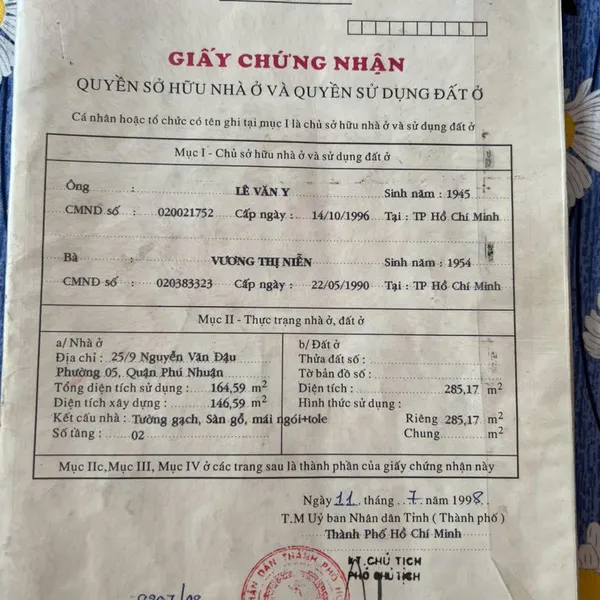 GIẤY CHỨNG NHẬN
QUYỀN SỞ HỮU NHÀ Ở VÀ QUYỀN SỬ DỤNG ĐẤT Ở
Cá nhân hoặc tổ chức có tên ghi tại mục I là chủ sở hữu nhà ở và sử dụng đất ở
Mục I - Chủ sở hữu nhà ở và sử dụng đất ở
Ông : LÊ VĂN Y Sinh năm : 1945
CMND số : 020021752 Cấp ngày : 14/10/1996 Tại : TP Hồ Chí Minh
Bà : VƯƠNG THỊ NIỄN Sinh năm : 1954
CMND số : 020383323 Cấp ngày : 22/05/1990 Tại : TP Hồ Chí Minh
Mục II - Thực trạng nhà ở, đất ở
a/ Nhà ở
Địa chỉ : 25/9 Nguyễn Văn Đậu
Phường 05, Quận Phú Nhuận
Tổng diện tích sử dụng : 164,59 m2
Diện tích xây dựng : 146,59 m2
Kết cấu nhà : Tường gạch, Sàn gỗ, mái ngói+tole
Số tầng : 02
b/ Đất ở
Thửa đất số :
Tờ bản đồ số :
Diện tích : 285,17 m2
Hình thức sử dụng :
Riêng 285,17 m2
Chung m2
Mục IIc, Mục III, Mục IV ở các trang sau là thành phần của giấy chứng nhận này
Ngày 11 tháng 7 năm 1998.
T.M Uỷ ban Nhân dân Tỉnh ( Thành phố )
Thành Phố Hồ Chí Minh
KT.CHỦ TỊCH
PHÓ CHỦ TỊCH
DÂN THÀNH PHỐ